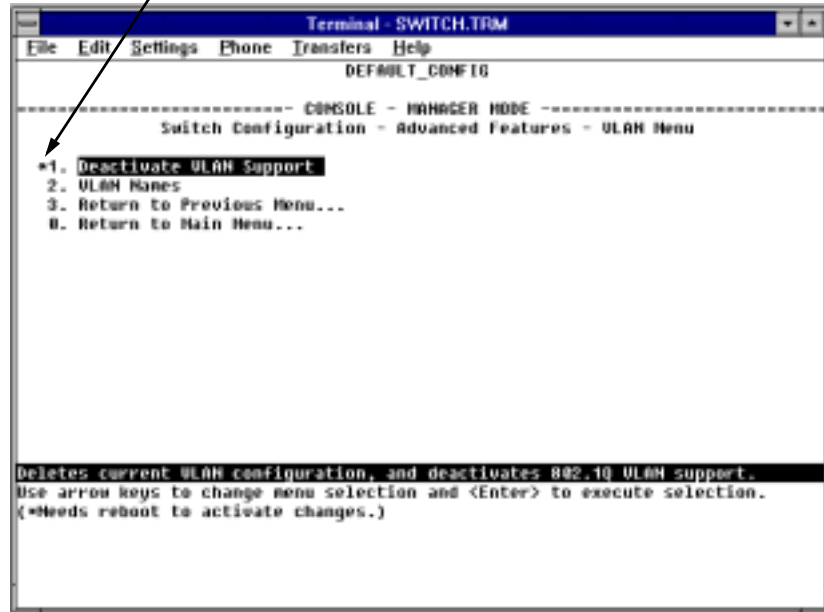 Terminal - SWITCH.TRM
File Edit Settings Phone Transfers Help
DEFAULT_CONFIG
---------------------------- CONSOLE - MANAGER MODE -----------------------------
Switch Configuration - Advanced Features - VLAN Menu
*1. Deactivate VLAN Support
2. VLAN Names
3. Return to Previous Menu...
0. Return to Main Menu...
Deletes current VLAN configuration, and deactivates 802.1Q VLAN support.
Use arrow keys to change menu selection and <Enter> to execute selection.
(*Needs reboot to activate changes.)